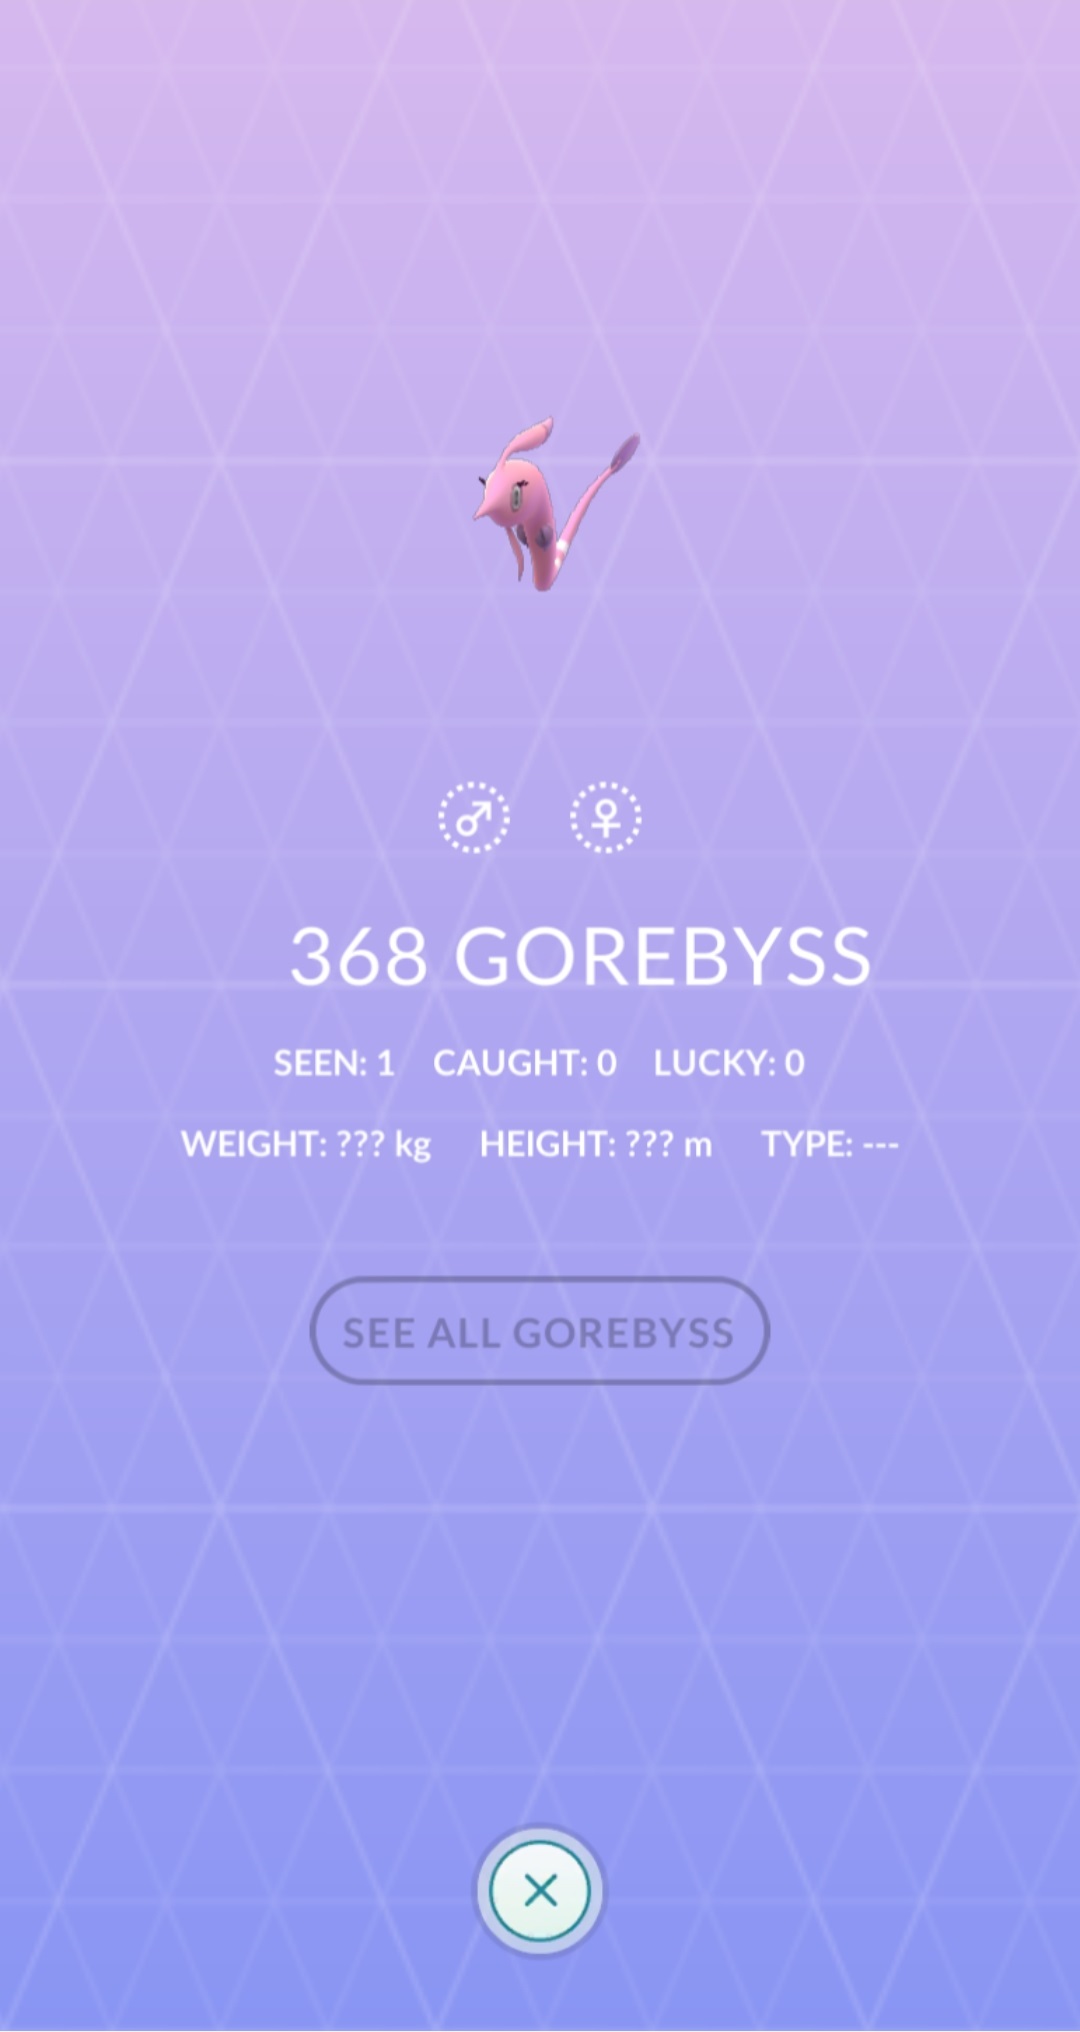 ♂ ♀
368 GOREBYSS
SEEN: 1 CAUGHT: 0 LUCKY: 0
WEIGHT: ??? kg HEIGHT: ??? m TYPE: ---
SEE ALL GOREBYSS